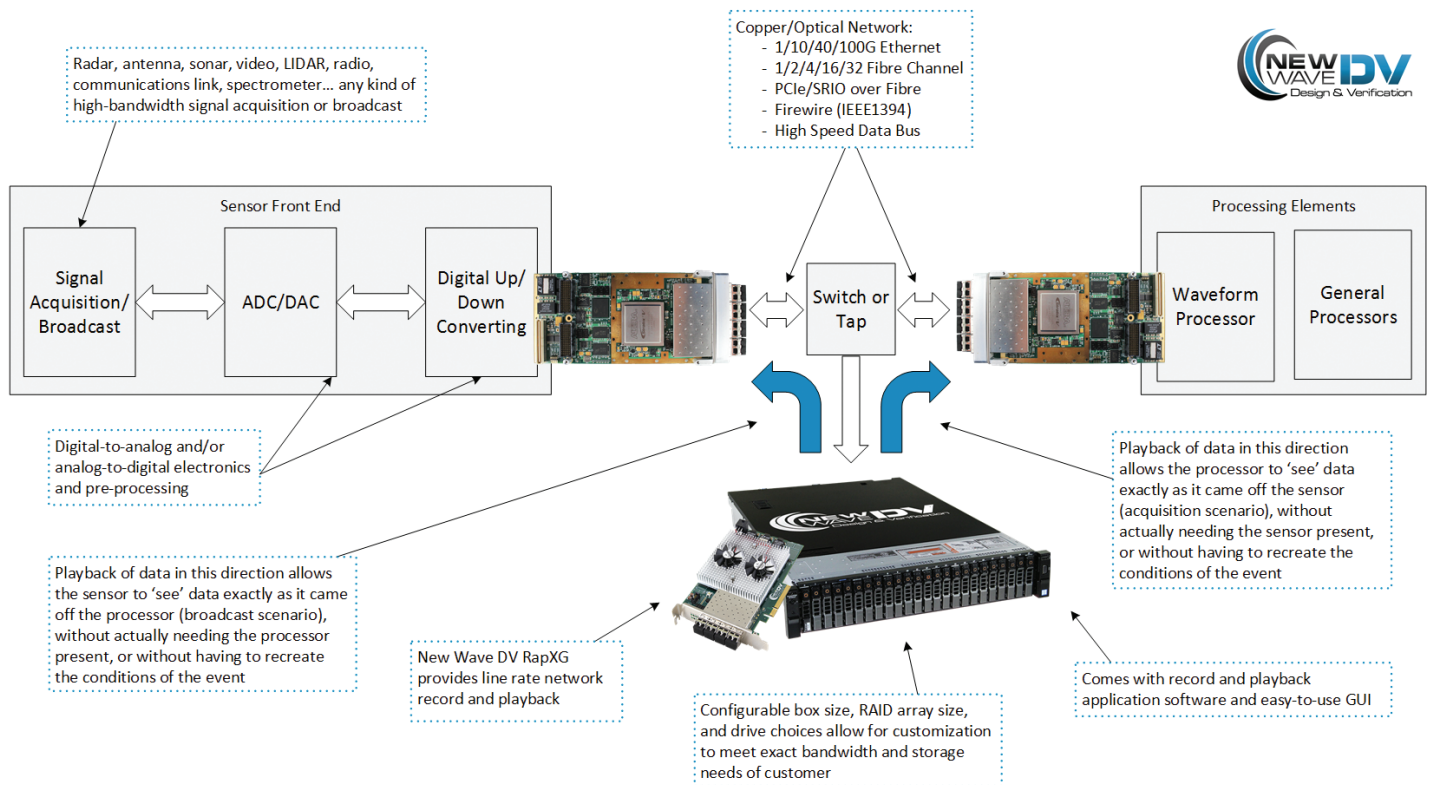 Copper/Optical Network:
- 1/10/40/100G Ethernet
- 1/2/4/16/32 Fibre Channel
- PCIe/SRIO over Fibre
- Firewire (IEEE1394)
- High Speed Data Bus
NEW
WAVE DV
Design & Verification
Radar, antenna, sonar, video, LIDAR, radio,
communications link, spectrometer... any kind of
high-bandwidth signal acquisition or broadcast
Sensor Front End
Signal
Acquisition/
Broadcast
ADC/DAC
Digital Up/
Down
Converting
Switch or
Tap
Processing Elements
Waveform
Processor
General
Processors
Digital-to-analog and/or
analog-to-digital electronics
and pre-processing
Playback of data in this direction
allows the processor to ‘see’ data
exactly as it came off the sensor
(acquisition scenario), without
actually needing the sensor present,
or without having to recreate the
conditions of the event
Playback of data in this direction allows
the sensor to ‘see’ data exactly as it came
off the processor (broadcast scenario),
without actually needing the processor
present, or without having to recreate
the conditions of the event
NEW
WAVE DV
Design & Verification
New Wave DV RapXG
provides line rate network
record and playback
Configurable box size, RAID array size,
and drive choices allow for customization
to meet exact bandwidth and storage
needs of customer
Comes with record and playback
application software and easy-to-use GUI